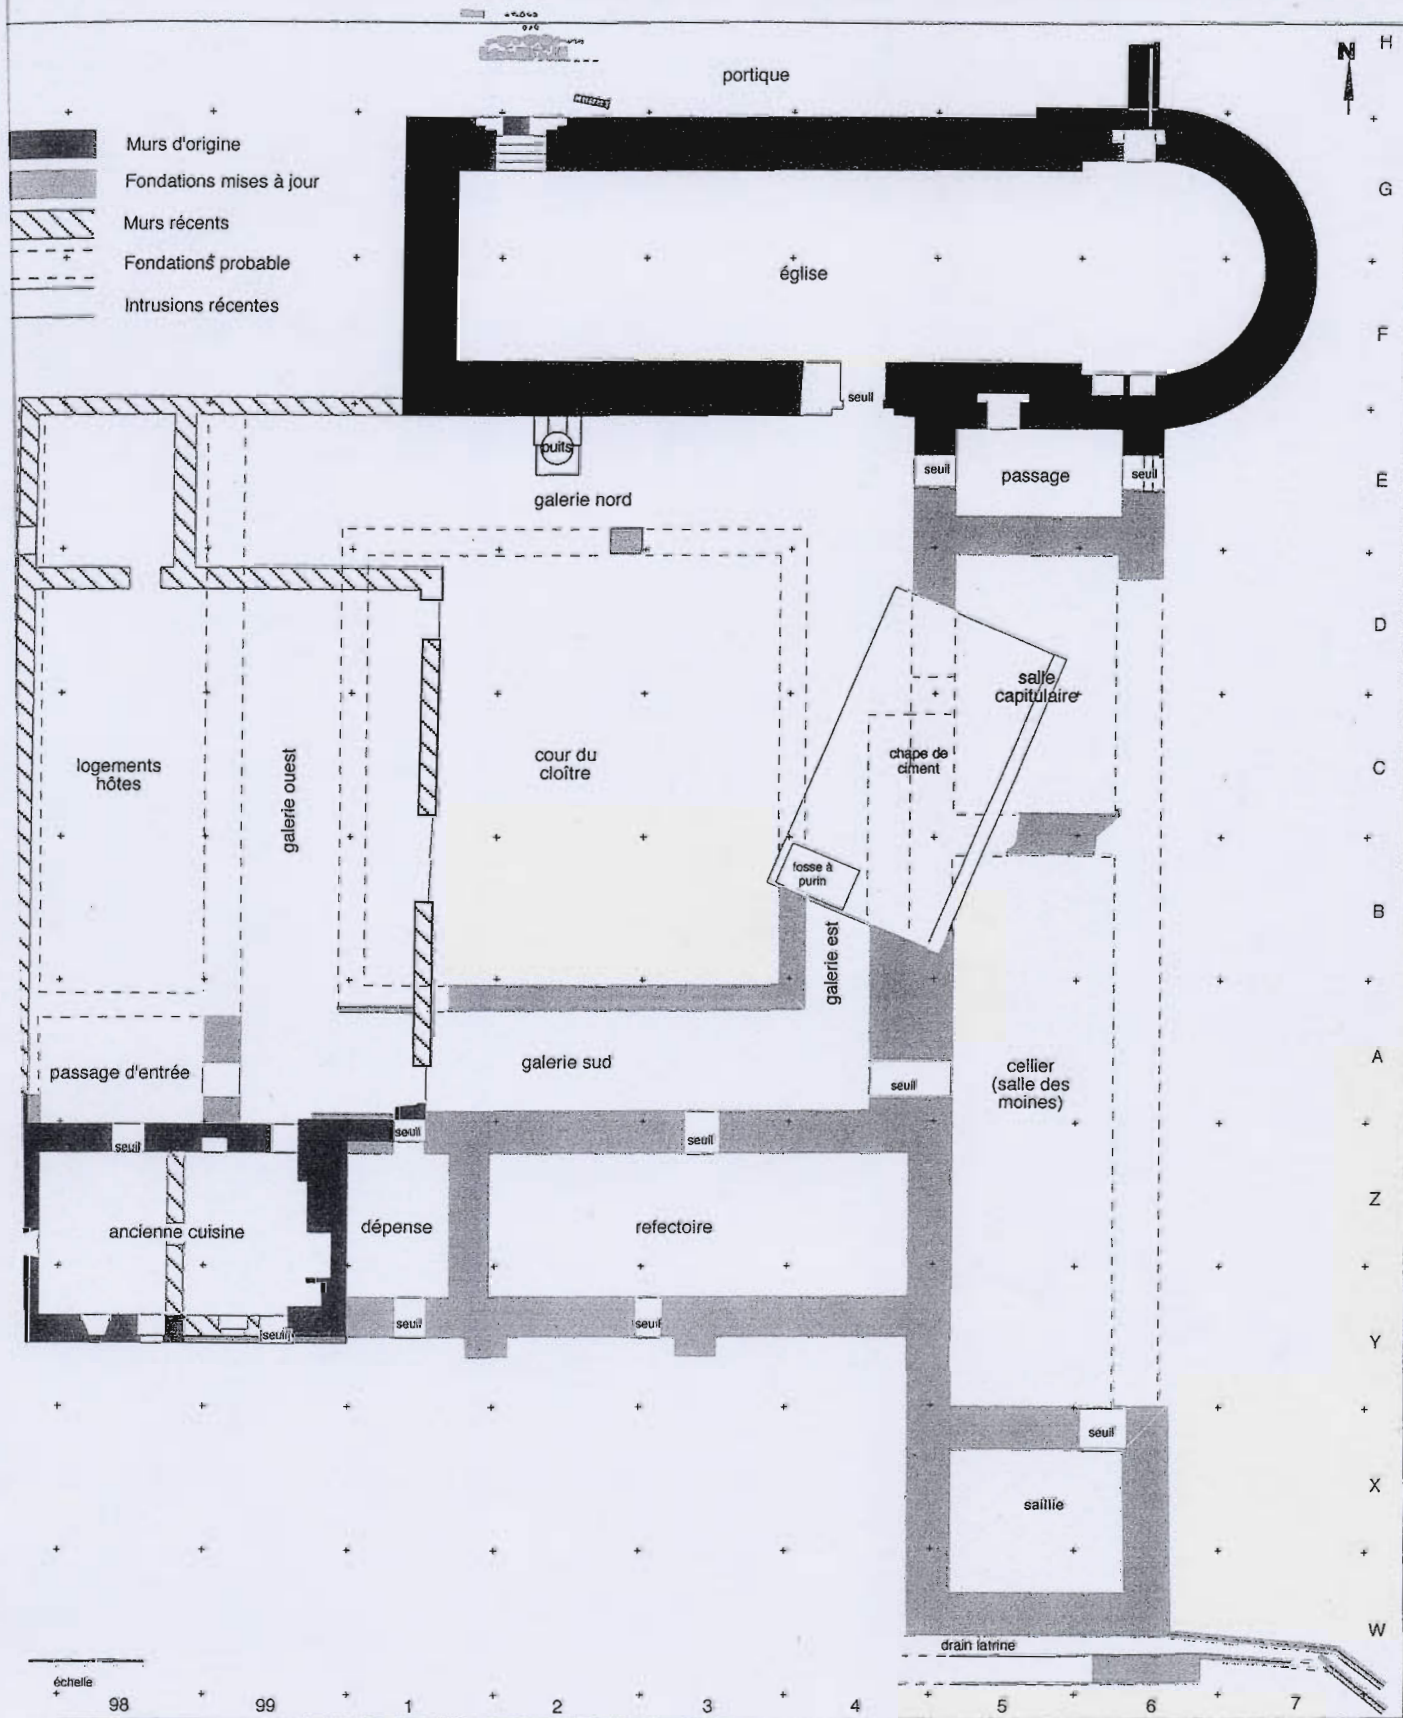 H
N
portique
Murs d'origine
Fondations mises à jour
G
Murs récents
Fondations probable
église
Intrusions récentes
F
seuil
puits
seuil
passage
seuil
E
galerie nord
D
salle
capitulaire
logements
hôtes
galerie ouest
cour du
cloître
chape de
ciment
C
fosse à
purin
B
galerie est
passage d'entrée
galerie sud
seuil
cellier
(salle des
moines)
A
seuil
seuil
seuil
ancienne cuisine
dépense
refectoire
Z
seuil
seuil
seuil
Y
seuil
X
saillie
W
drain latrine
échelle
98
99
1
2
3
4
5
6
7